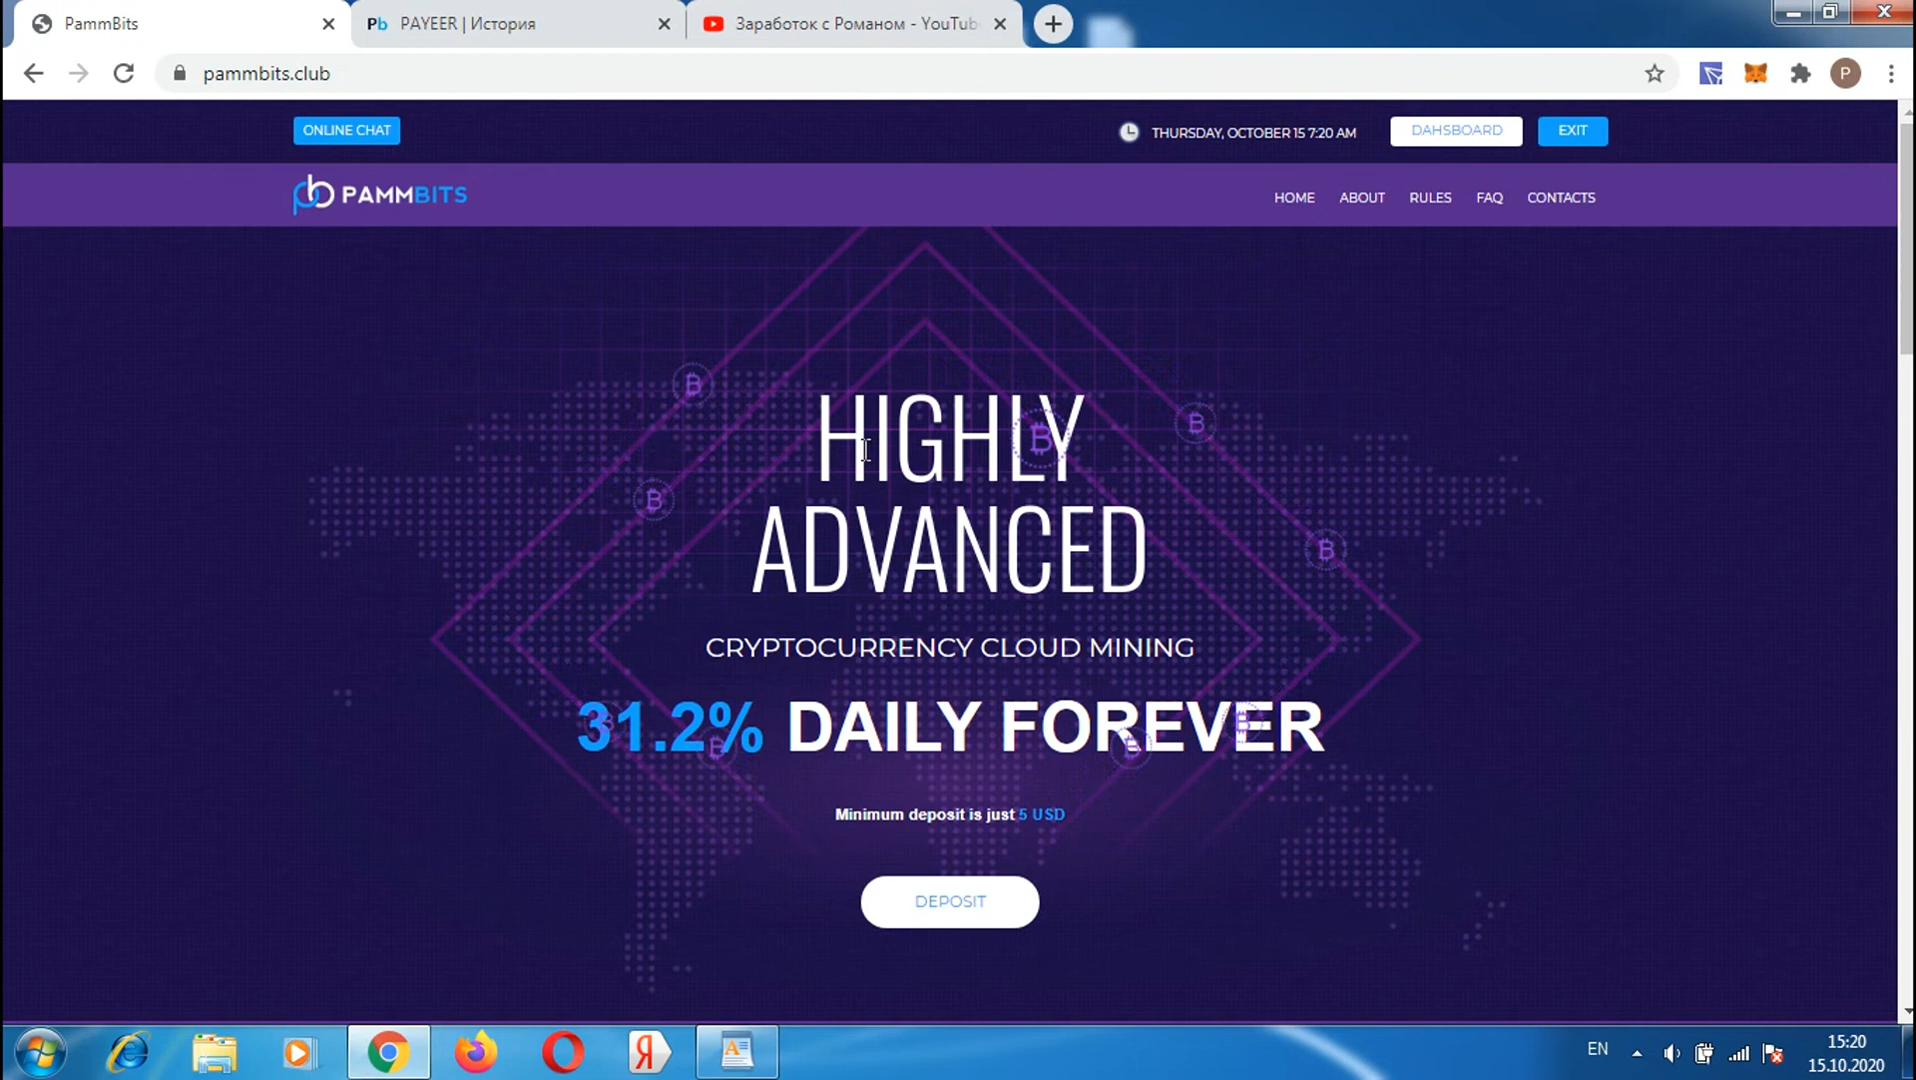 PammBits
PAYEER | История
Заработок с Романом - YouTub
pammbits.club
P
ONLINE CHAT
THURSDAY, OCTOBER 15 7:20 AM
DAHSBOARD
EXIT
PAMMBITS
HOME
ABOUT
RULES
FAQ
CONTACTS
HIGHLY
ADVANCED
CRYPTOCURRENCY CLOUD MINING
31.2% DAILY FOREVER
Minimum deposit is just 5 USD
DEPOSIT
EN
15:20
15.10.2020